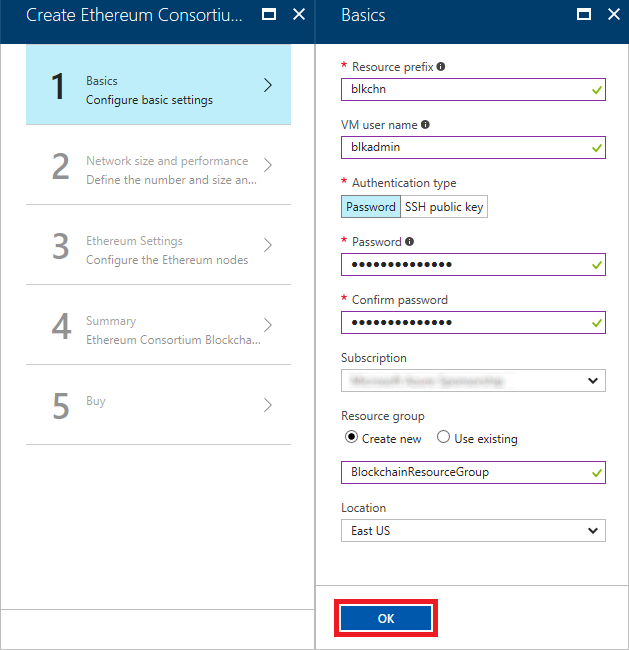 Create Ethereum Consortiu...
1
Basics
Configure basic settings
2
Network size and performance
Define the number and size an...
3
Ethereum Settings
Configure the Ethereum nodes
4
Summary
Ethereum Consortium Blockcha...
5
Buy
Basics
* Resource prefix
blkchn
VM user name
blkadmin
* Authentication type
Password SSH public key
* Password
••••••••••••••
* Confirm password
••••••••••••••
Subscription
Resource group
Create new Use existing
BlockchainResourceGroup
Location
East US
OK